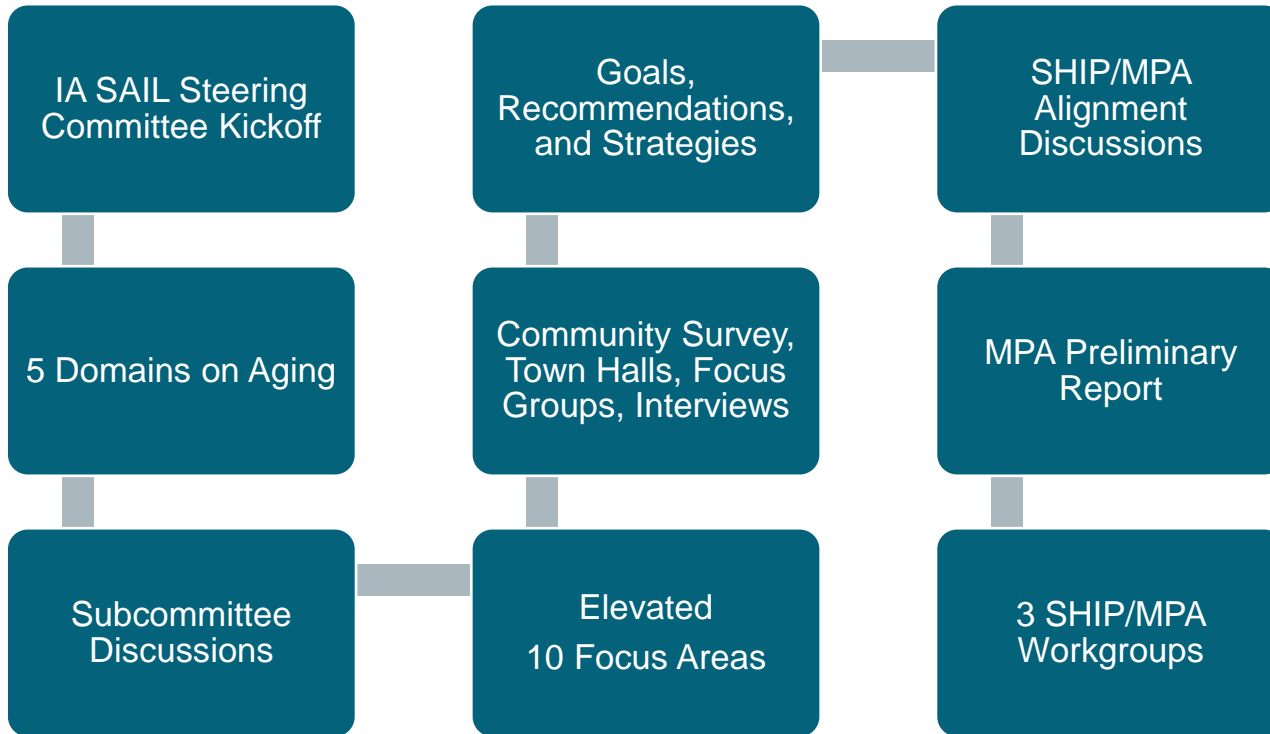 IA SAIL Steering
Committee Kickoff
5 Domains on Aging
Subcommittee
Discussions
Elevated
10 Focus Areas
Community Survey,
Town Halls, Focus
Groups, Interviews
Goals,
Recommendations,
and Strategies
SHIP/MPA
Alignment
Discussions
MPA Preliminary
Report
3 SHIP/MPA
Workgroups